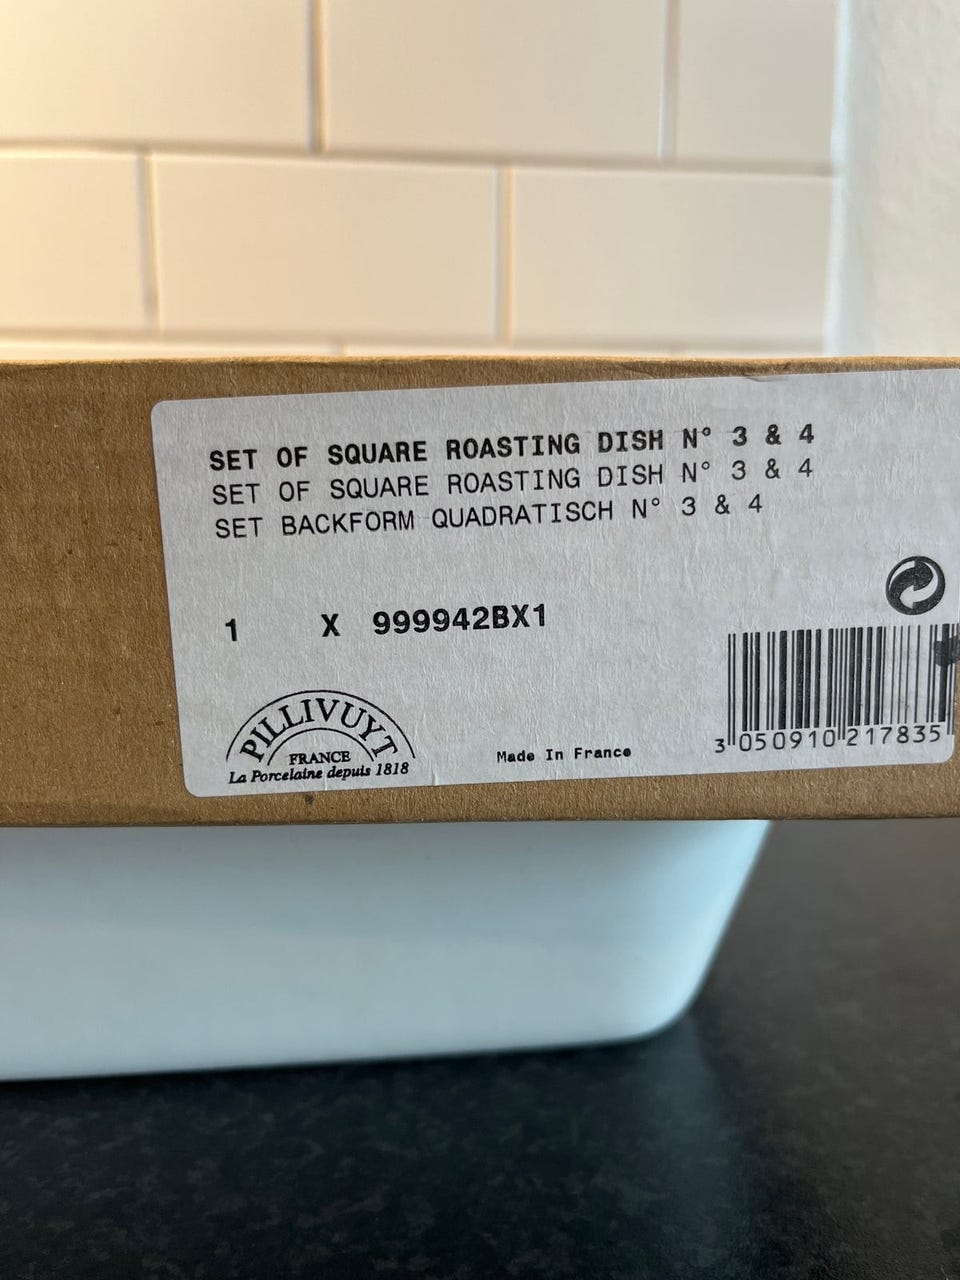 SET OF SQUARE ROASTING DISH N° 3 & 4
SET OF SQUARE ROASTING DISH N° 3 & 4
SET BACKFORM QUADRATISCH N° 3 & 4
1 X 999942BX1
PILLIVUYT
FRANCE
La Porcelaine depuis 1818
Made In France
3 050910 217835